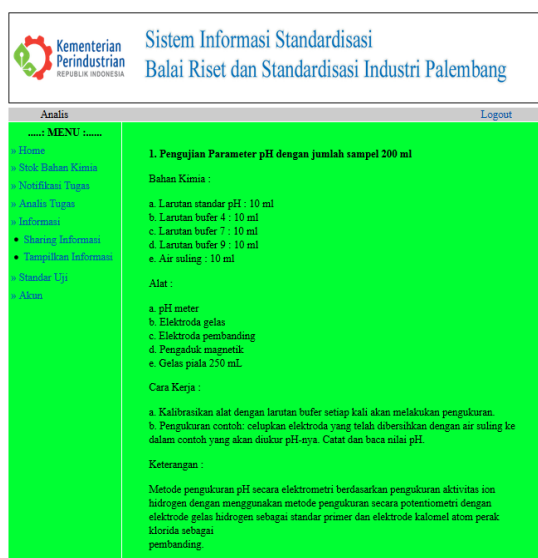 Kementerian
Perindustrian
REPUBLIK INDONESIA
Sistem Informasi Standardisasi
Balai Riset dan Standardisasi Industri Palembang
Analis
Logout
.....: MENU :......
» Home
» Stok Bahan Kimia
» Notifikasi Tugas
» Analis Tugas
» Informasi
• Sharing Informasi
• Tampilkan Informasi
» Standar Uji
» Akun
1. Pengujian Parameter pH dengan jumlah sampel 200 ml
Bahan Kimia :
a. Larutan standar pH : 10 ml
b. Larutan bufer 4 : 10 ml
c. Larutan bufer 7 : 10 ml
d. Larutan bufer 9 : 10 ml
e. Air suling : 10 ml
Alat :
a. pH meter
b. Elektroda gelas
c. Elektroda pembanding
d. Pengaduk magnetik
e. Gelas piala 250 mL
Cara Kerja :
a. Kalibrasikan alat dengan larutan bufer setiap kali akan melakukan pengukuran.
b. Pengukuran contoh: celupkan elektroda yang telah dibersihkan dengan air suling ke
dalam contoh yang akan diukur pH-nya. Catat dan baca nilai pH.
Keterangan :
Metode pengukuran pH secara elektrometri berdasarkan pengukuran aktivitas ion
hidrogen dengan menggunakan metode pengukuran secara potentiometri dengan
elektrode gelas hidrogen sebagai standar primer dan elektrode kalomel atom perak
klorida sebagai
pembanding.